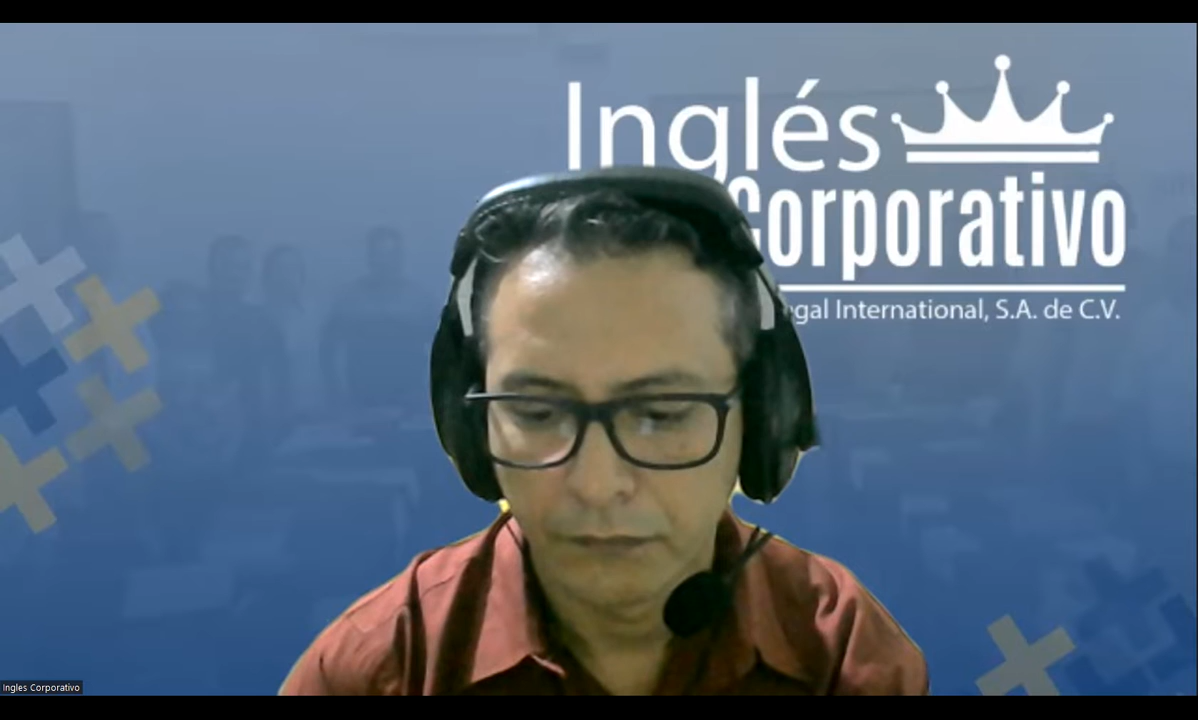 Inglés
Corporativo
International, S.A. de C.V.
Ingles Corporativo